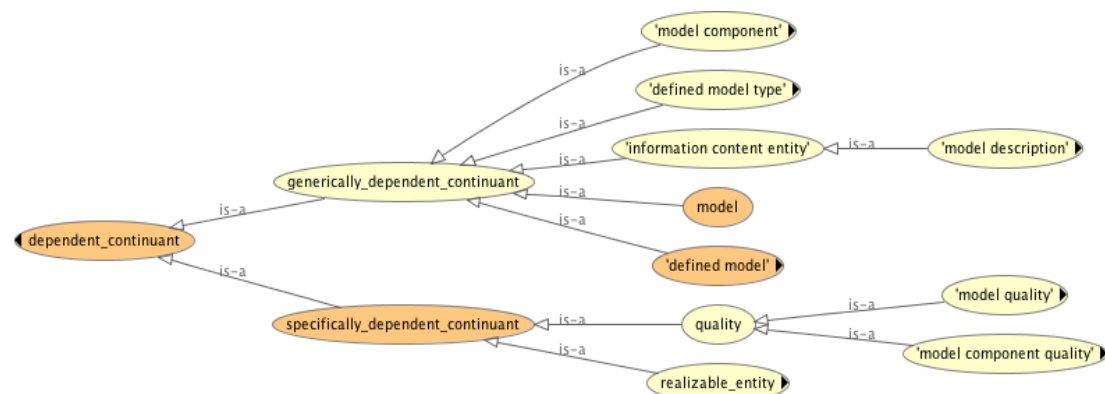 'model component'
is-a
'defined model type'
is-a
'information content entity'
is-a
'model description'
is-a
generically_dependent_continuant
is-a
model
is-a
dependent_continuant
is-a
'defined model'
is-a
'model quality'
is-a
specifically_dependent_continuant
is-a
quality
is-a
'model component quality'
is-a
realizable_entity